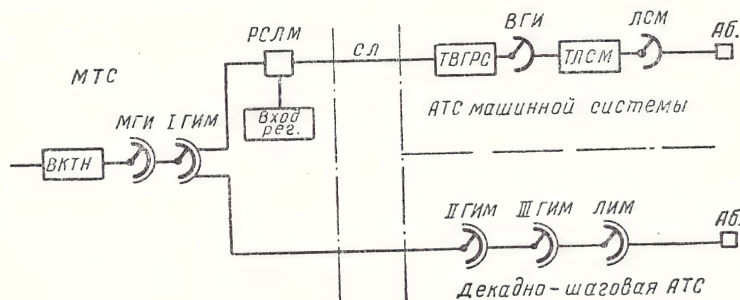 РСЛМ
СЛ
ВГИ
ЛСМ
Аб.
ТВГРС
ТЛСМ
МТС
АТС машинной системы
МГИ
I ГИМ
Вход
рег.
ВКТН
II ГИМ
III ГИМ
ЛИМ
Аб.
Декадно-шаговая АТС